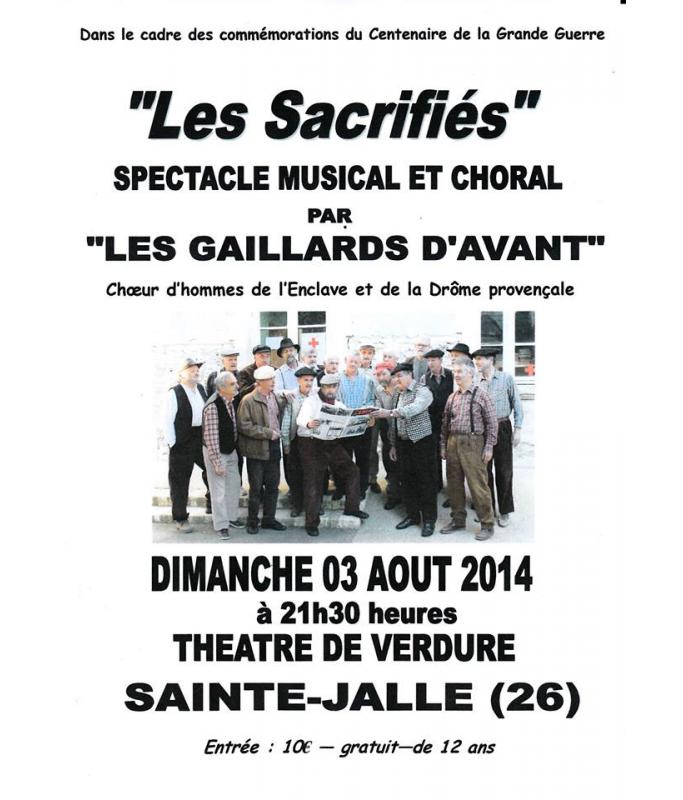 Dans le cadre des commémorations du Centenaire de la Grande Guerre
"Les Sacrifiés"
SPECTACLE MUSICAL ET CHORAL
PAR
"LES GAILLARDS D'AVANT"
Chœur d'hommes de l'Enclave et de la Drôme provençale
DIMANCHE 03 AOUT 2014
à 21h30 heures
THEATRE DE VERDURE
SAINTE-JALLE (26)
Entrée : 10€ — gratuit—de 12 ans